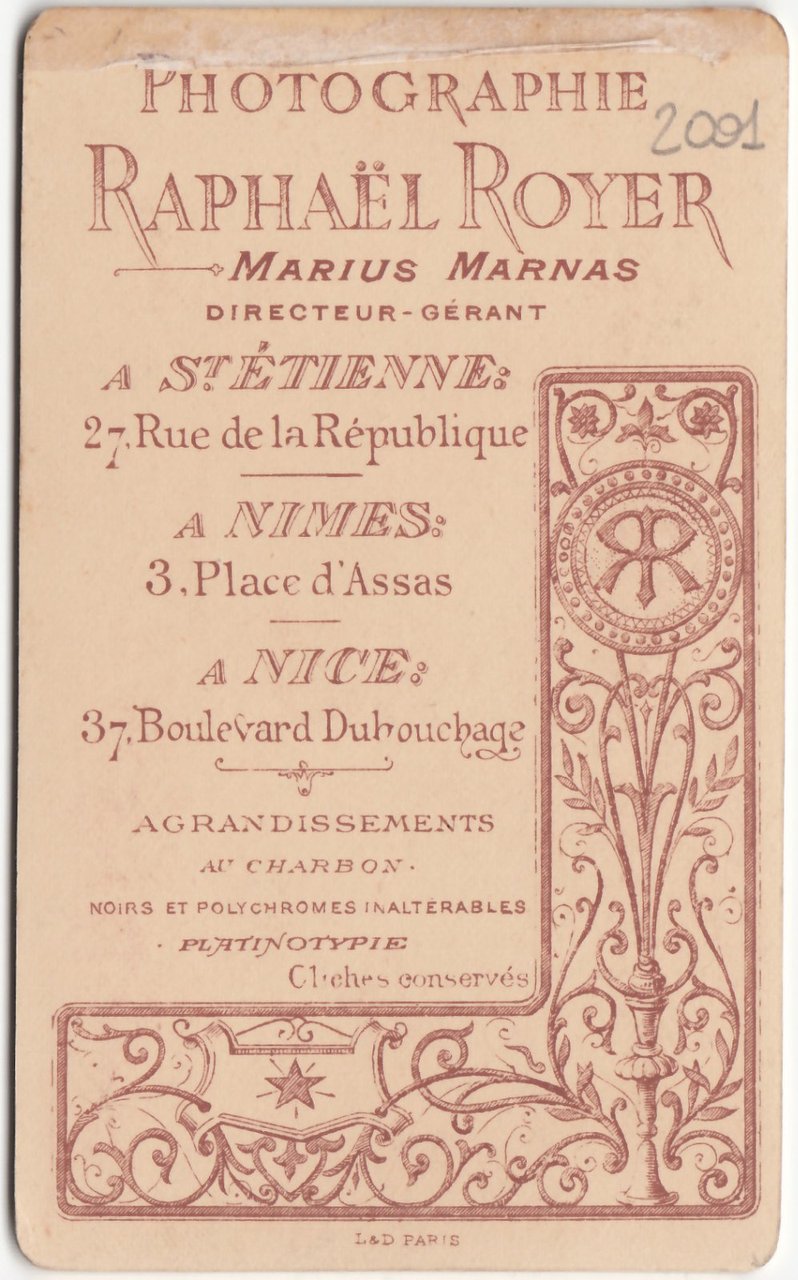 PHOTOGRAPHIE
2091
RAPHAËL ROYER
MARIUS MARNAS
DIRECTEUR-GÉRANT
A ST. ÉTIENNE:
27, Rue de la République
A NIMES:
3, Place d'Assas
A NICE:
37, Boulevard Dubouchage
AGRANDISSEMENTS
AU CHARBON.
NOIRS ET POLYCHROMES INALTÉRABLES
PLATINOTYPIE
Clichés conservés
RR
L&D PARIS